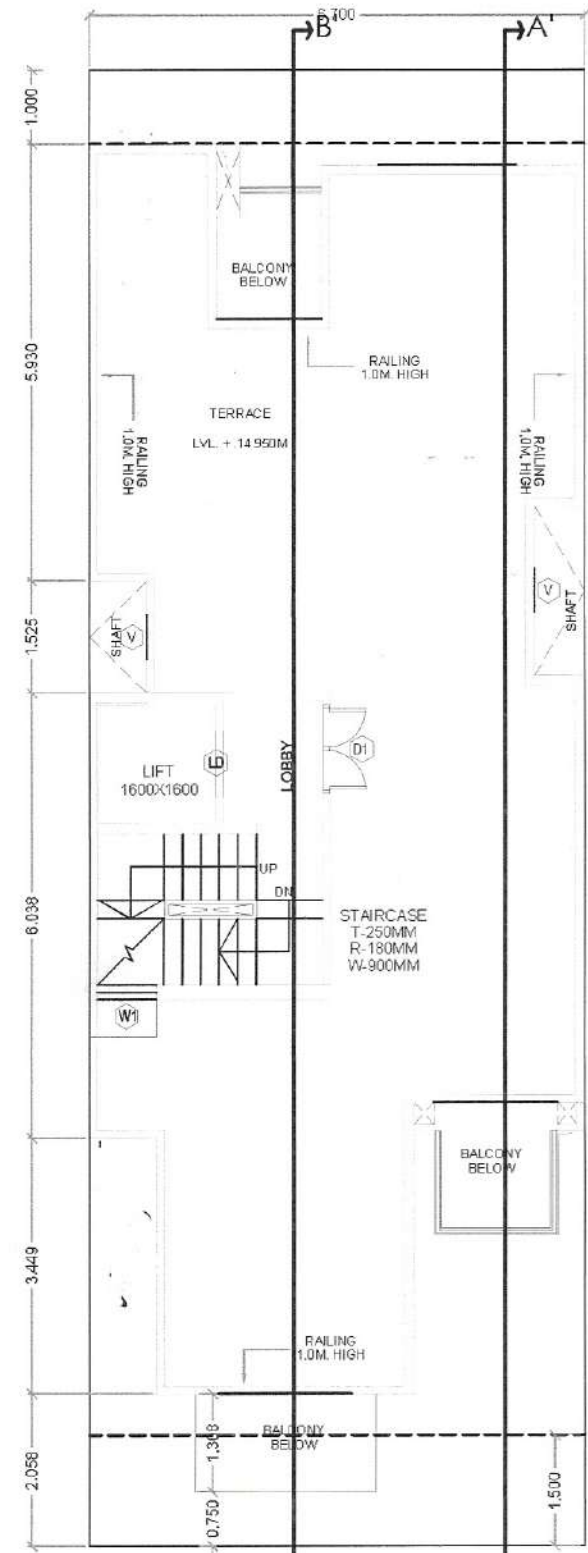 6.700
B'
A'
1.000
BALCONY
BELOW
RAILING
1.0M. HIGH
5.930
TERRACE
LVL. + .14.950M
RAILING
1.0M. HIGH
RAILING
1.0M. HIGH
SHAFT
V
V
SHAFT
1.525
LOBBY
D1
LIFT
1600X1600
UP
DN
6.038
STAIRCASE
T-250MM
R-180MM
W-900MM
W1
BALCONY
BELOW
3.449
RAILING
1.0M. HIGH
BALCONY
BELOW
1.308
2.058
0.750
1.500